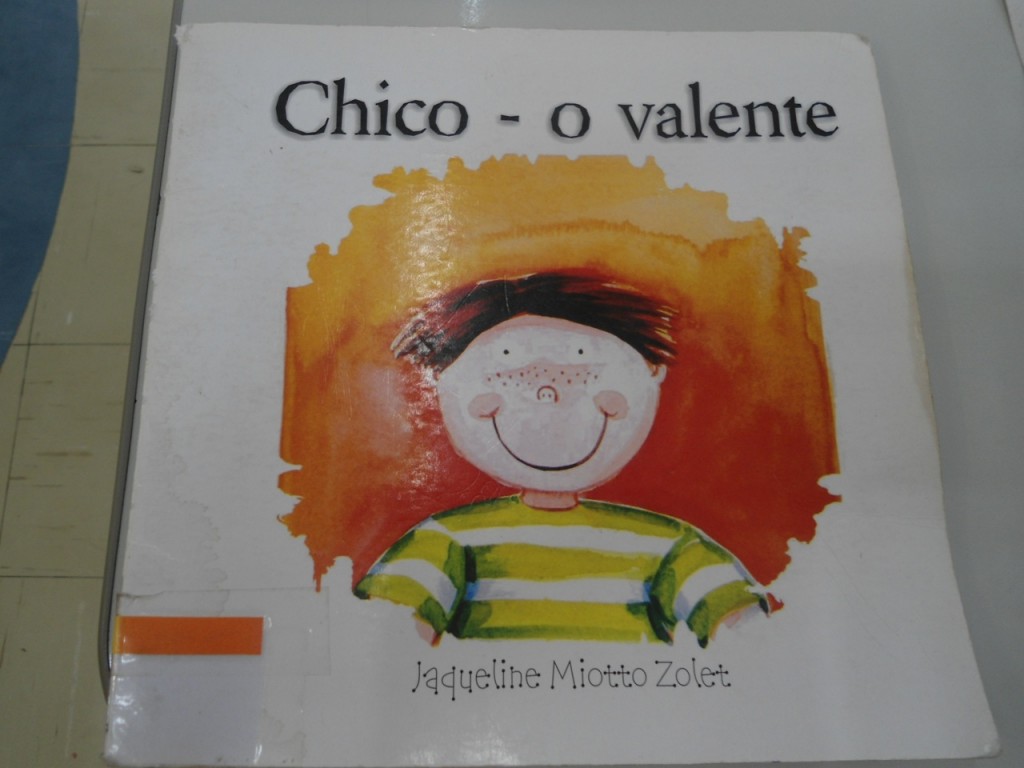 Chico - o valente
Jaqueline Miotto Zolet